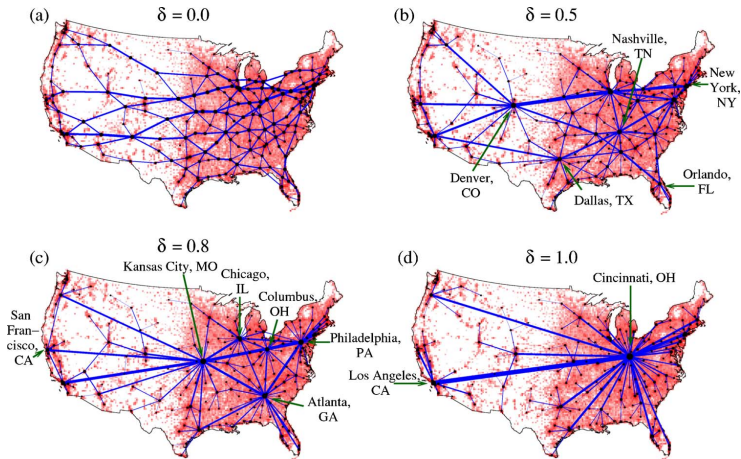 (a)
δ = 0.0
(b)
δ = 0.5
Nashville,
TN
New
York,
NY
Denver,
CO
Dallas, TX
Orlando,
FL
(c)
δ = 0.8
Kansas City, MO
Chicago,
IL
Columbus,
OH
San
Fran–
cisco,
CA
Philadelphia,
PA
Atlanta,
GA
(d)
δ = 1.0
Cincinnati, OH
Los Angeles,
CA